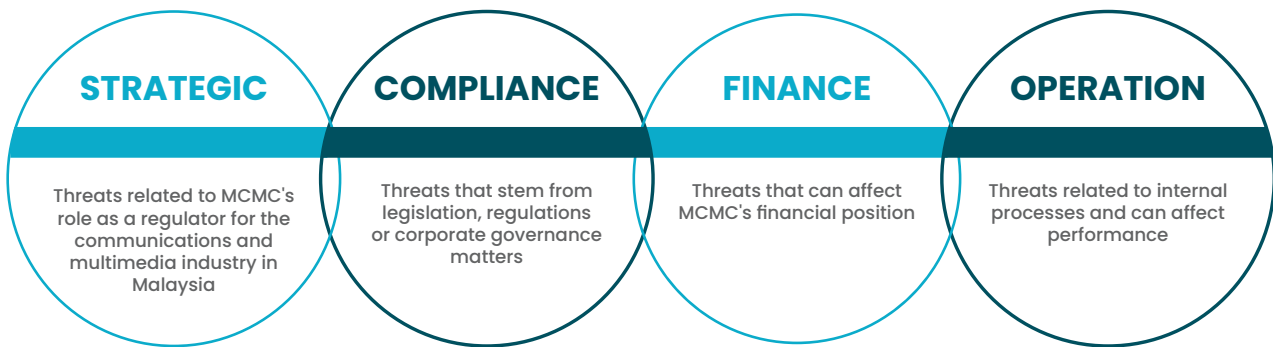 STRATEGIC
Threats related to MCMC's
role as a regulator for the
communications and
multimedia industry in
Malaysia
COMPLIANCE
Threats that stem from
legislation, regulations
or corporate governance
matters
FINANCE
Threats that can affect
MCMC's financial position
OPERATION
Threats related to internal
processes and can affect
performance